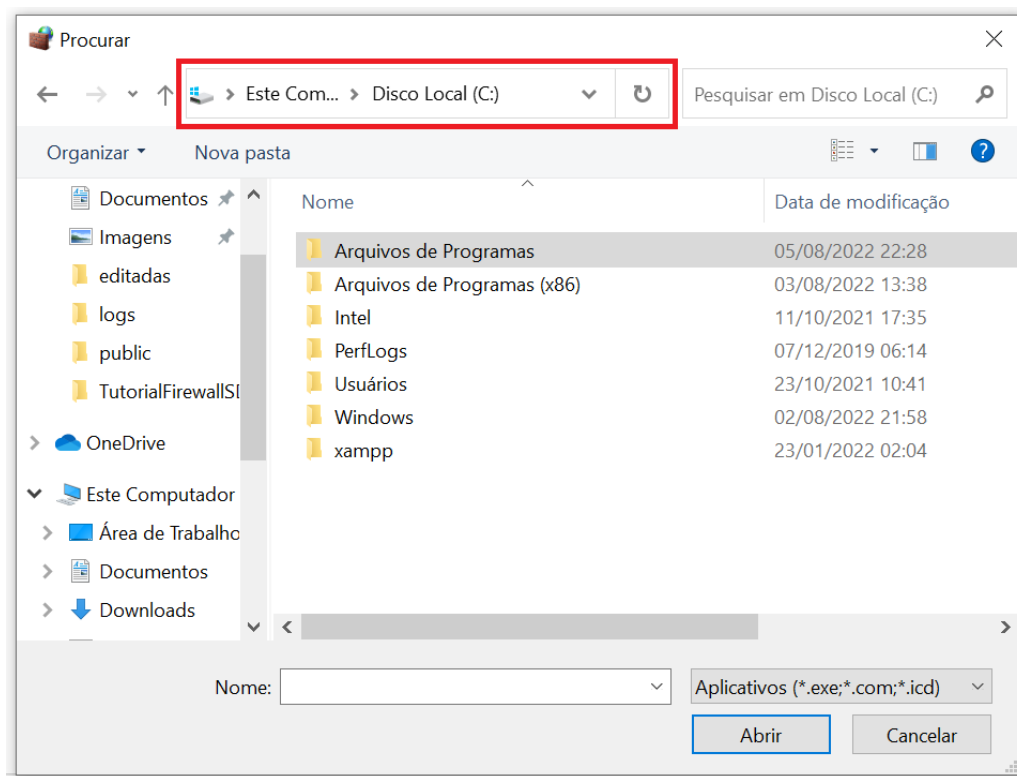 Procurar
Este Com... Disco Local (C:)
Pesquisar em Disco Local (C:)
Organizar Nova pasta
?
Documentos
Imagens
editadas
logs
public
TutorialFirewallSI
OneDrive
Este Computador
Área de Trabalho
Documentos
Downloads
Nome Data de modificação
Arquivos de Programas 05/08/2022 22:28
Arquivos de Programas (x86) 03/08/2022 13:38
Intel 11/10/2021 17:35
PerfLogs 07/12/2019 06:14
Usuários 23/10/2021 10:41
Windows 02/08/2022 21:58
xampp 23/01/2022 02:04
Nome: Aplicativos (*.exe;*.com;*.icd)
Abrir Cancelar